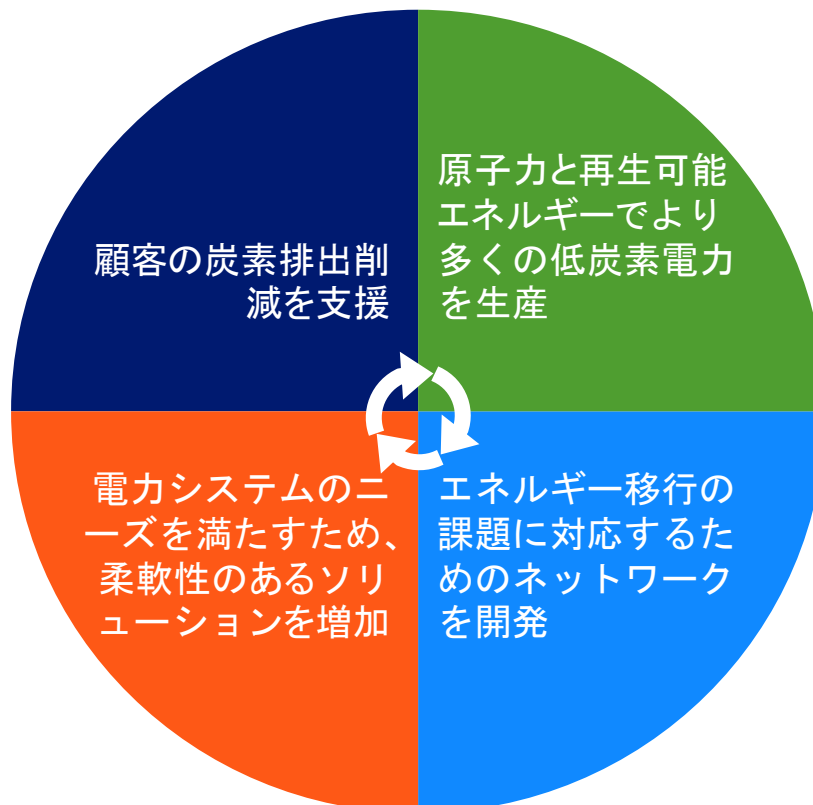 顧客の炭素排出削
減を支援
原子力と再生可能
エネルギーでより
多くの低炭素電力
を生産
電力システムのニ
ーズを満たすため、
柔軟性のあるソリ
ューションを増加
エネルギー移行の
課題に対応するた
めのネットワーク
を開発